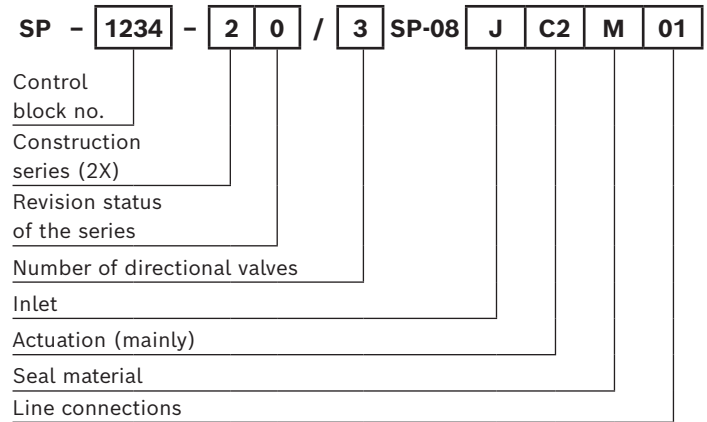 SP – 1234 – 2 0 / 3 SP-08 J C2 M 01
Control
block no.
Construction
series (2X)
Revision status
of the series
Number of directional valves
Inlet
Actuation (mainly)
Seal material
Line connections